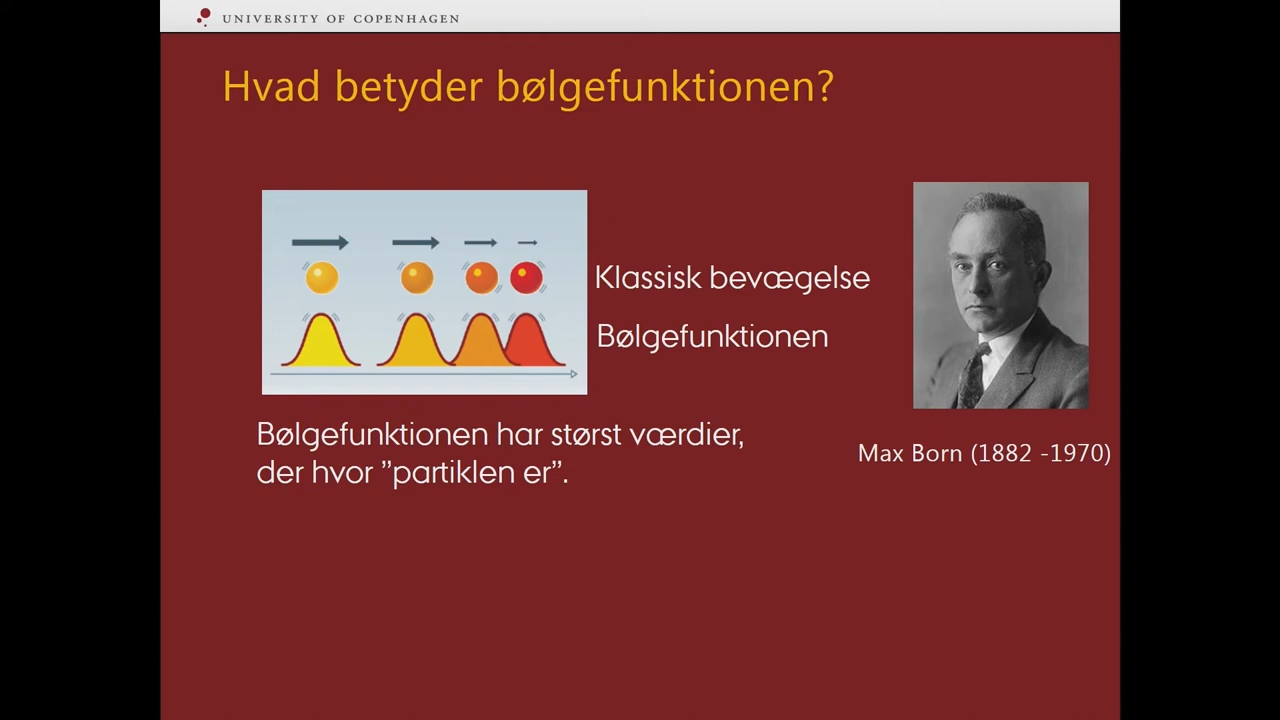 UNIVERSITY OF COPENHAGEN
Hvad betyder bølgefunktionen?
Klassisk bevægelse
Bølgefunktionen
Bølgefunktionen har størst værdier,
der hvor ”partiklen er”.
Max Born (1882 -1970)